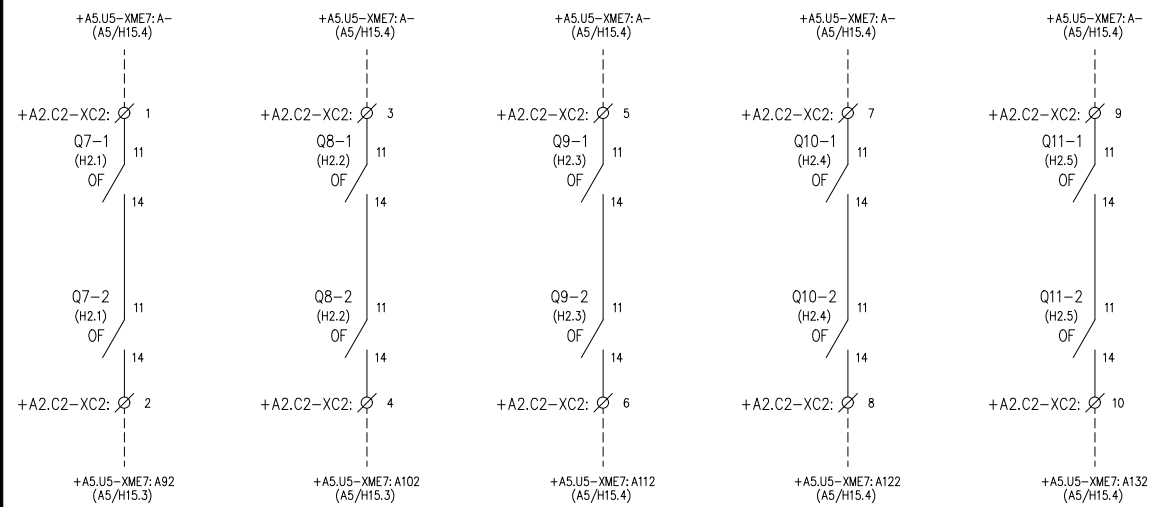 +A5.U5-XME7:A-
(A5/H15.4)
+A2.C2-XC2: 1
Q7-1
(H2.1)
OF
11
14
Q7-2
(H2.1)
OF
11
14
+A2.C2-XC2: 2
+A5.U5-XME7:A92
(A5/H15.3)
+A5.U5-XME7:A-
(A5/H15.4)
+A2.C2-XC2: 3
Q8-1
(H2.2)
OF
11
14
Q8-2
(H2.2)
OF
11
14
+A2.C2-XC2: 4
+A5.U5-XME7:A102
(A5/H15.3)
+A5.U5-XME7:A-
(A5/H15.4)
+A2.C2-XC2: 5
Q9-1
(H2.3)
OF
11
14
Q9-2
(H2.3)
OF
11
14
+A2.C2-XC2: 6
+A5.U5-XME7:A112
(A5/H15.4)
+A5.U5-XME7:A-
(A5/H15.4)
+A2.C2-XC2: 7
Q10-1
(H2.4)
OF
11
14
Q10-2
(H2.4)
OF
11
14
+A2.C2-XC2: 8
+A5.U5-XME7:A122
(A5/H15.4)
+A5.U5-XME7:A-
(A5/H15.4)
+A2.C2-XC2: 9
Q11-1
(H2.5)
OF
11
14
Q11-2
(H2.5)
OF
11
14
+A2.C2-XC2: 10
+A5.U5-XME7:A132
(A5/H15.4)